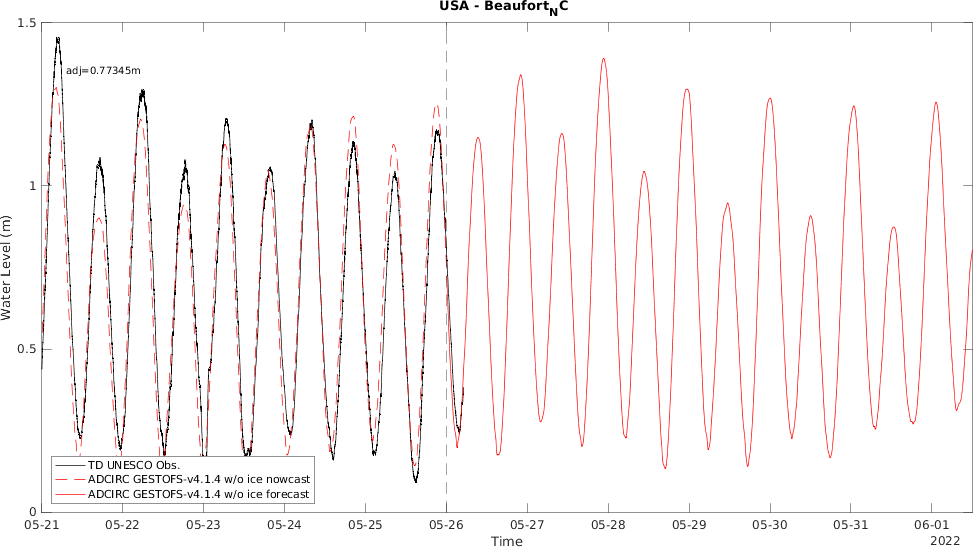 USA - Beaufort_NC
1.5
adj=0.77345m
1
Water Level (m)
0.5
TD UNESCO Obs.
ADCIRC GESTOFS-v4.1.4 w/o ice nowcast
ADCIRC GESTOFS-v4.1.4 w/o ice forecast
0
05-21 05-22 05-23 05-24 05-25 05-26 05-27 05-28 05-29 05-30 05-31 06-01
Time 2022